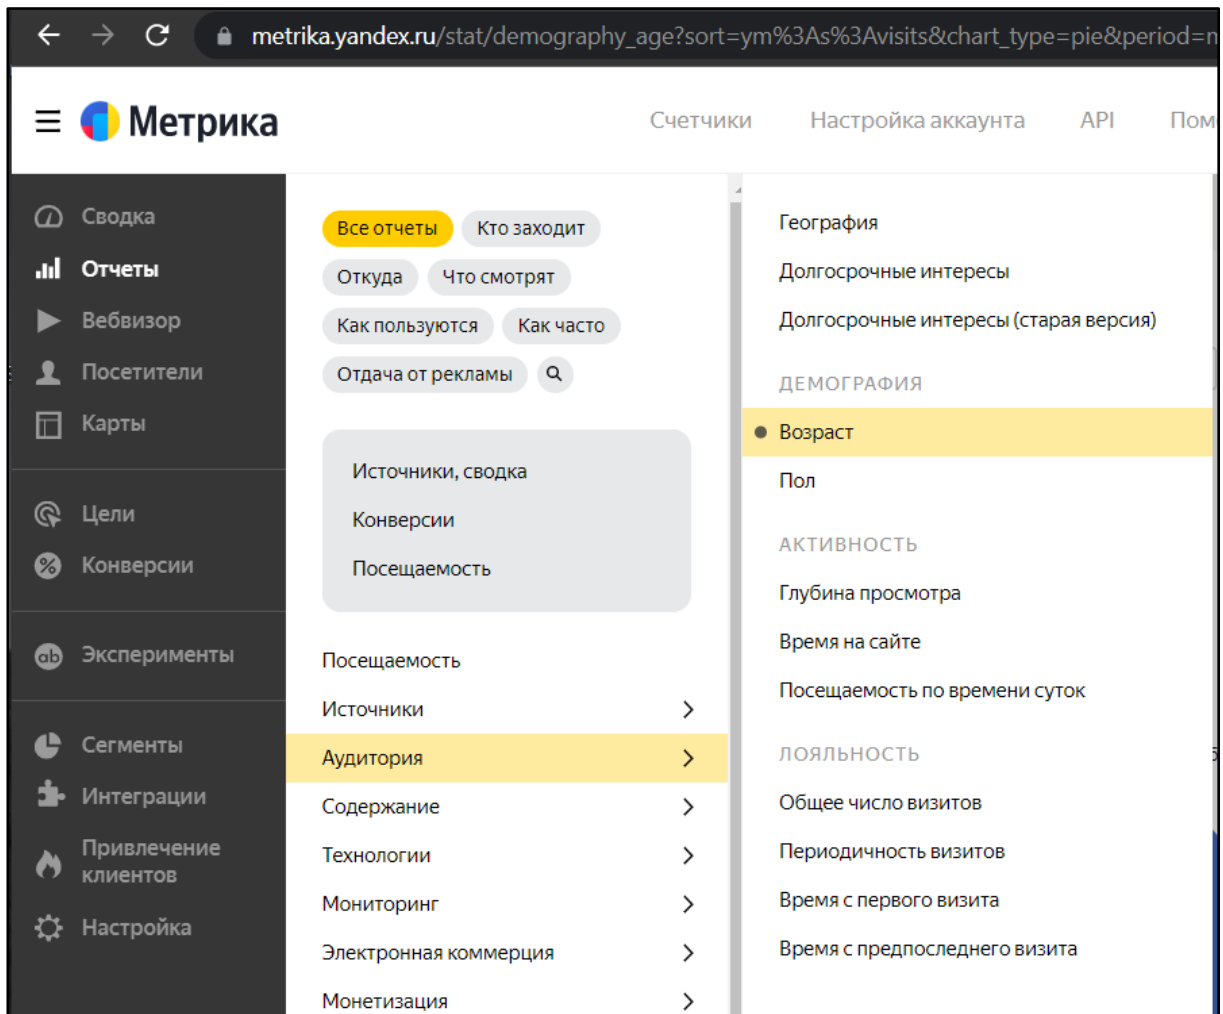 metrika.yandex.ru/stat/demography_age?sort=ym%3As%3Avisits&chart_type=pie&period=
Метрика
Счетчики Настройка аккаунта API
Сводка
Отчеты
Вебвизор
Посетители
Карты
Цели
Конверсии
Эксперименты
Сегменты
Интеграции
Привлечение
клиентов
Настройка
Все отчеты Кто заходит
Откуда Что смотрят
Как пользуются Как часто
Отдача от рекламы
Источники, сводка
Конверсии
Посещаемость
Посещаемость
Источники
Аудитория
Содержание
Технологии
Мониторинг
Электронная коммерция
Монетизация
География
Долгосрочные интересы
Долгосрочные интересы (старая версия)
ДЕМОГРАФИЯ
Возраст
Пол
АКТИВНОСТЬ
Глубина просмотра
Время на сайте
Посещаемость по времени суток
ЛОЯЛЬНОСТЬ
Общее число визитов
Периодичность визитов
Время с первого визита
Время с предпоследнего визита